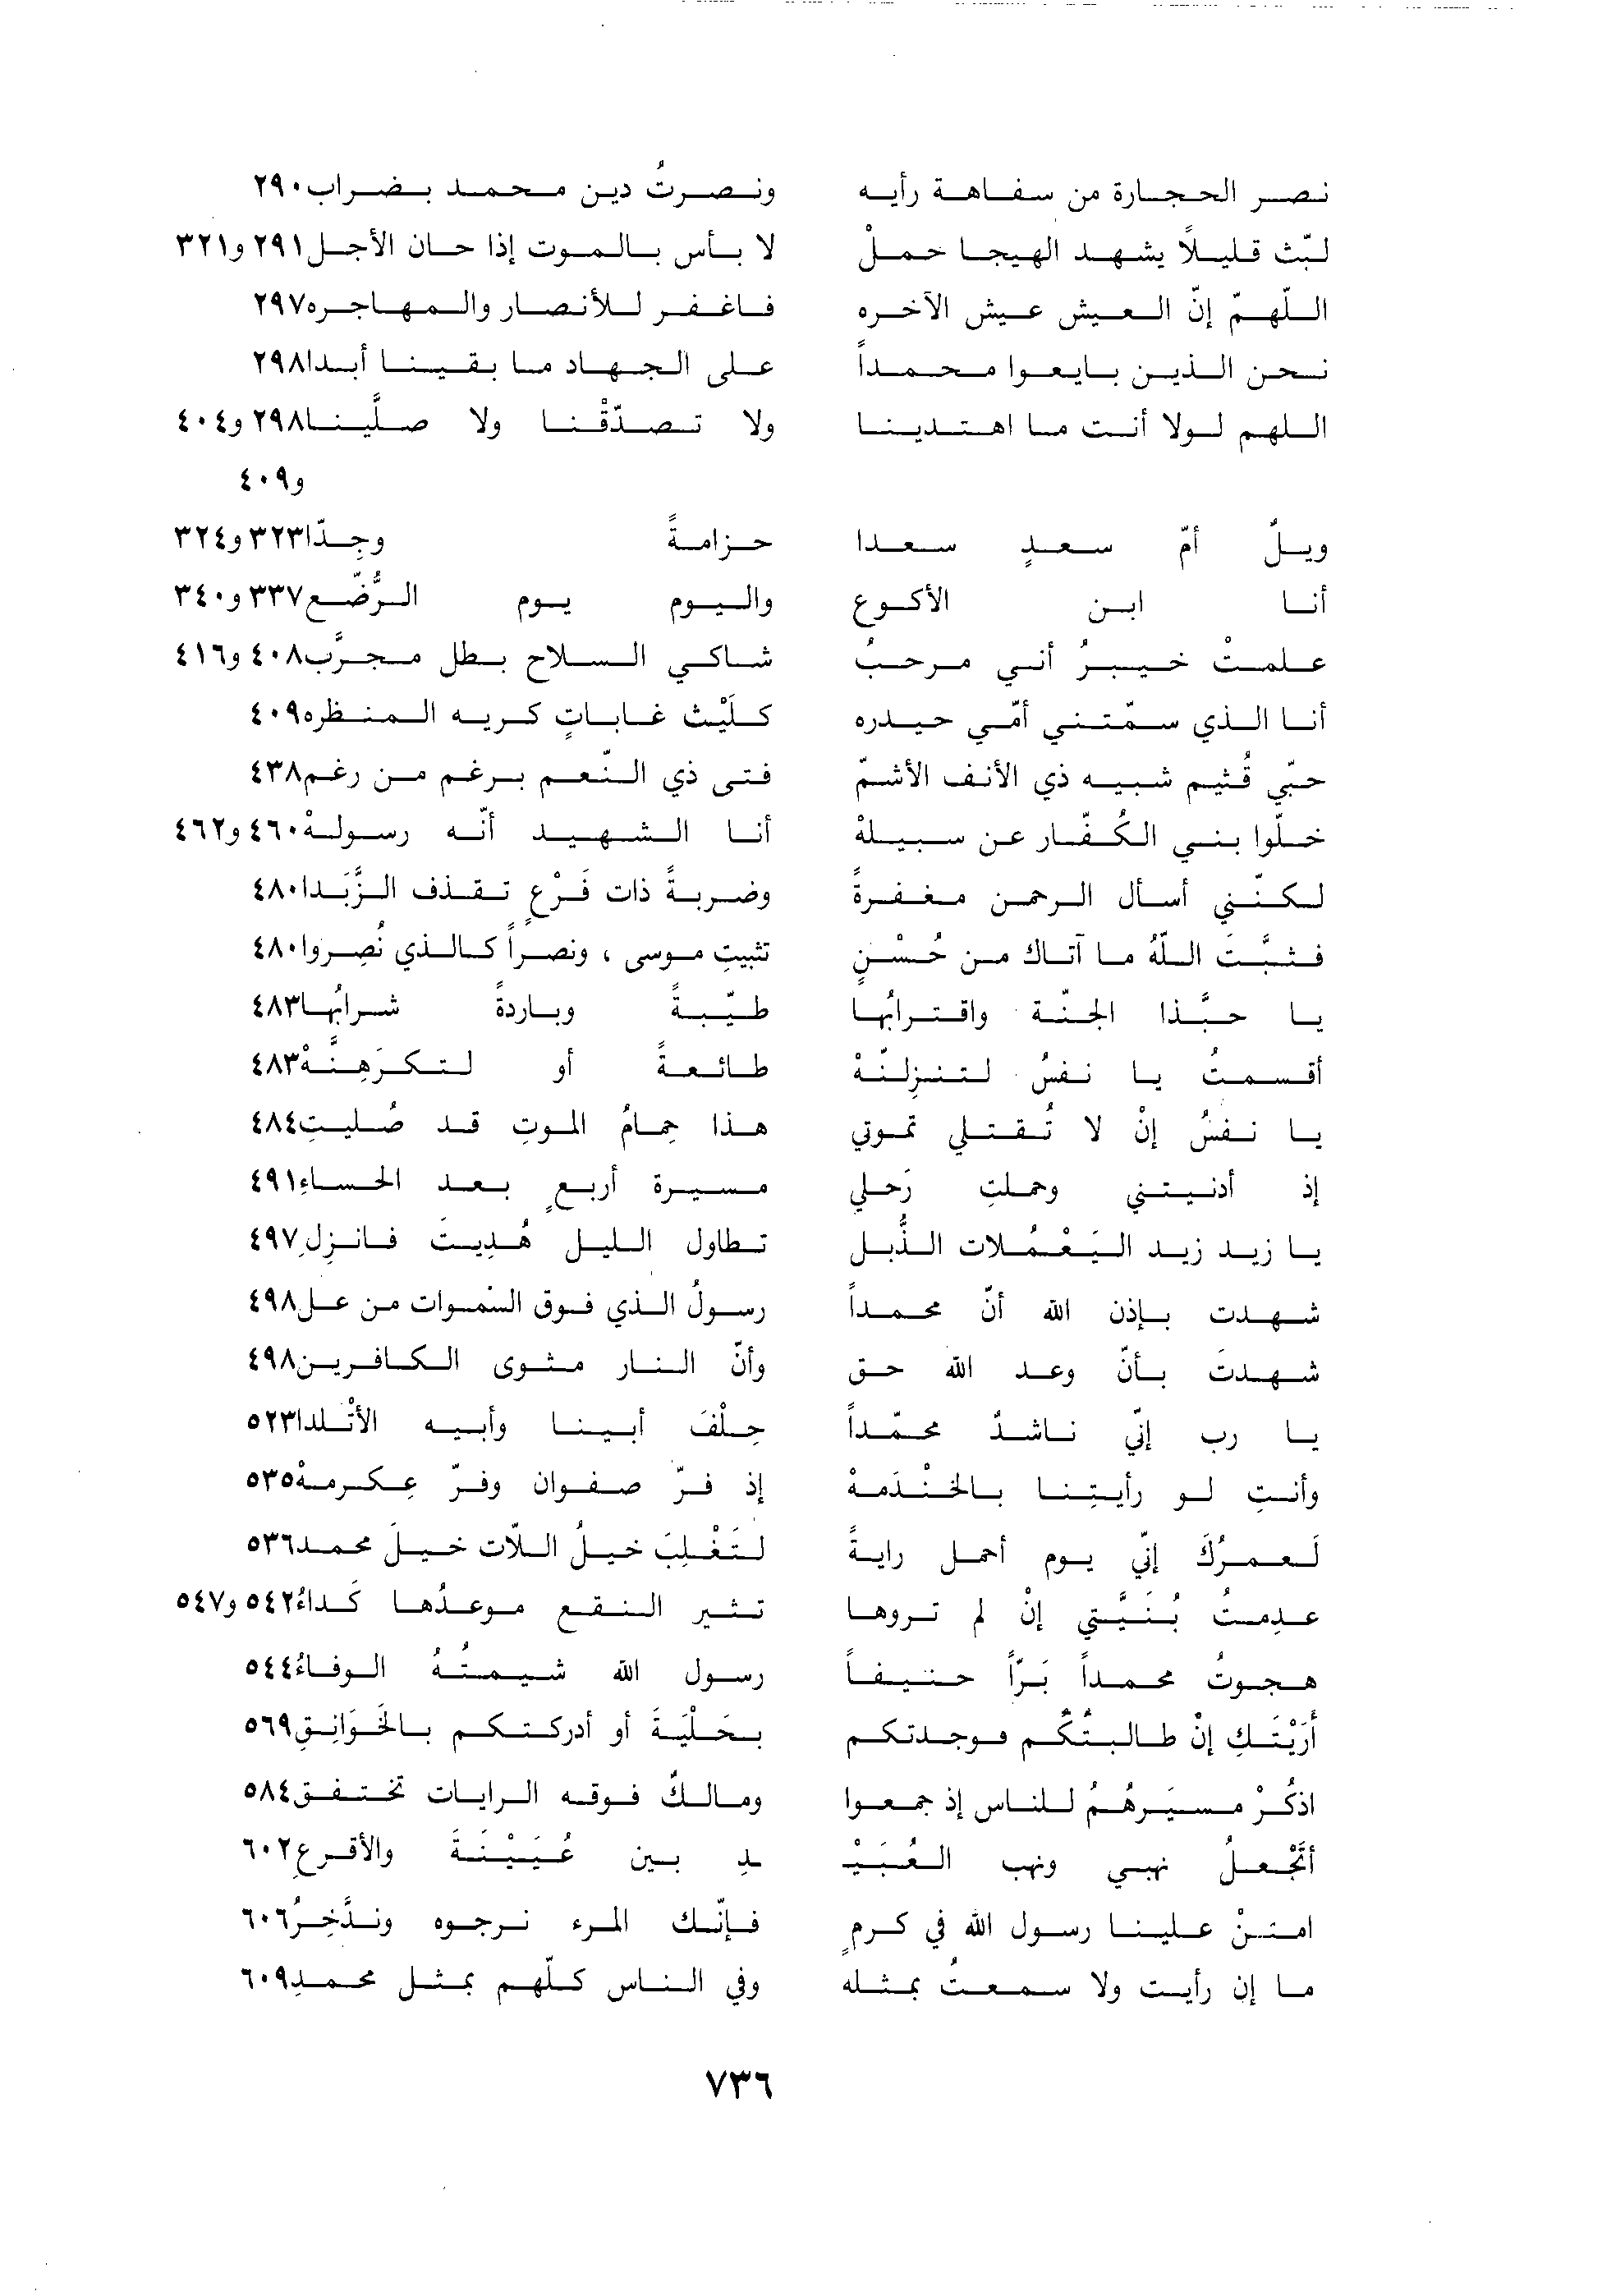 نصر الحجارة من سفاهة رأيه ونصرتُ دين محمد بضراب ٢٩٠
لبّث قليلاً يشهد الهيجا حملْ لا بأس بالموت إذا حان الأجل ٢٩١ و٣٢١
اللّهمّ إنّ العيش عيش الآخره فاغفر للأنصار والمهاجره ٢٩٧
نحن الذين بايعوا محمداً على الجهاد ما بقينا أبدا ٢٩٨
اللهم لولا أنت ما اهتدينا ولا تصدّقْنا ولا صلَّينا ٢٩٨ و٤٠٤
و٤٠٩
ويلُ أمّ سعدٍ سعدا حزامةً وجِدّا ٣٢٣ و٣٢٤
أنا ابن الأكوع واليوم يوم الرُّضّع ٣٣٧ و٣٤٠
علمتْ خيبرُ أني مرحبُ شاكي السلاح بطل مجرَّب ٤٠٨ و٤١٦
أنا الذي سمّتني أمّي حيدره كلَيْث غاباتٍ كريه المنظره ٤٠٩
حبّي قُثيم شبيه ذي الأنف الأشمّ فتى ذي النّعم برغم من رغم ٤٣٨
خلّوا بني الكُفّار عن سبيلهْ أنا الشهيد أنّه رسولهْ ٤٦٠ و٤٦٢
لكنّني أسأل الرحمن مغفرةً وضربةً ذات فَرْعٍ تقذف الزَّبَدا ٤٨٠
فثبَّتَ اللّهُ ما آتاك من حُسْنٍ تثبيتِ موسى ، ونصراً كالذي نُصِروا ٤٨٠
يا حبَّذا الجنّة واقترابُها طيّبةً وباردةً شرابُها ٤٨٣
أقسمتُ يا نفسُ لتنزِلنّهْ طائعةً أو لتكرَهِنَّهْ ٤٨٣
يا نفسُ إنْ لا تُقتلي تموتي هذا حِمامُ الموتِ قد صُليتِ ٤٨٤
إذ أدنيتني وحملتِ رَحلي مسيرة أربعٍ بعد الحساءِ ٤٩١
يا زيد زيد اليَعْمُلات الذُّبل تطاول الليل هُدِيتَ فانزِل ٤٩٧
شهدت بإذن الله أنّ محمداً رسولُ الذي فوق السّموات من عل ٤٩٨
شهدتَ بأنّ وعد الله حق وأنّ النار مثوى الكافرين ٤٩٨
يا رب إنّي ناشدٌ محمّداً حِلْفَ أبينا وأبيه الأتْلدا ٥٢٣
وأنتِ لو رأيتِنا بالخنْدَمهْ إذ فرّ صفوان وفرّ عِكرمهْ ٥٣٥
لَعمرُكَ إنّي يوم أحمل رايةً لتَغْلِبَ خيلُ اللّات خيلَ محمد ٥٣٦
عدِمتُ بُنَيَّتي إنْ لم تروها تثير النقع موعدُها كَداءُ ٥٤٢ و٥٤٧
هجوتُ محمداً بَرّاً حنيفاً رسول الله شيمتُهُ الوفاءُ ٥٤٤
أَرَيْتَكِ إنْ طالبتُكُم فوجدتكم بحَلْيَةَ أو أدركتكم بالخَوَانِقِ ٥٦٩
اذكُرْ مسيَرهُمُ للناس إذ جمعوا ومالكٌ فوقه الرايات تختفق ٥٨٤
أتَجْعلُ نهبي ونهب العُبَيْـ ـدِ بين عُيَيْنَةَ والأقرعِ ٦٠٢
امننْ علينا رسول الله في كرمٍ فإنّك المرء نرجوه وندَّخِرُ ٦٠٦
ما إن رأيت ولا سمعتُ بمثله وفي الناس كلّهم بمثل محمدِ ٦٠٩
٧٣٦